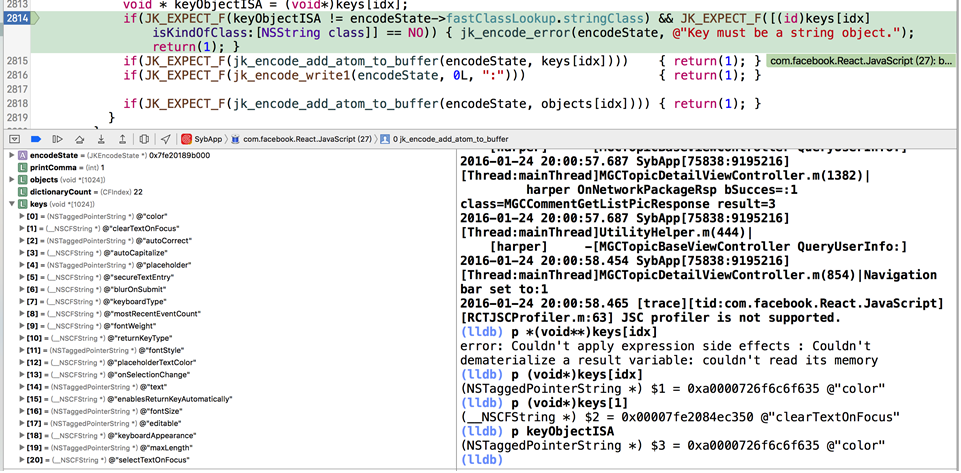 2813 void * keyObjectISA = (void*)keys[idx];
2814 if(JK_EXPECT_F(keyObjectISA != encodeState->fastClassLookup.stringClass) && JK_EXPECT_F([(id)keys[idx]
isKindOfClass:[NSString class]] == NO)) { jk_encode_error(encodeState, @"Key must be a string object.");
return(1); }
2815 if(JK_EXPECT_F(jk_encode_add_atom_to_buffer(encodeState, keys[idx]))) { return(1); } com.facebook.React.JavaScript (27): b...
2816 if(JK_EXPECT_F(jk_encode_write1(encodeState, 0L, ":"))) { return(1); }
2817
2818 if(JK_EXPECT_F(jk_encode_add_atom_to_buffer(encodeState, objects[idx]))) { return(1); }
2819 }
SybApp 〉 com.facebook.React.JavaScript (27) 〉 0 jk_encode_add_atom_to_buffer
A encodeState = (JKEncodeState *) 0x7fe20189b000
L printComma = (int) 1
L objects (void *[1024])
L dictionaryCount = (CFIndex) 22
L keys (void *[1024])
[0] = (NSTaggedPointerString *) @"color"
[1] = (__NSCFString *) @"clearTextOnFocus"
[2] = (NSTaggedPointerString *) @"autoCorrect"
[3] = (__NSCFString *) @"autoCapitalize"
[4] = (NSTaggedPointerString *) @"placeholder"
[5] = (__NSCFString *) @"secureTextEntry"
[6] = (__NSCFString *) @"blurOnSubmit"
[7] = (__NSCFString *) @"keyboardType"
[8] = (__NSCFString *) @"mostRecentEventCount"
[9] = (__NSCFString *) @"fontWeight"
[10] = (__NSCFString *) @"returnKeyType"
[11] = (NSTaggedPointerString *) @"fontStyle"
[12] = (__NSCFString *) @"placeholderTextColor"
[13] = (__NSCFString *) @"onSelectionChange"
[14] = (NSTaggedPointerString *) @"text"
[15] = (__NSCFString *) @"enablesReturnKeyAutomatically"
[16] = (NSTaggedPointerString *) @"fontSize"
[17] = (NSTaggedPointerString *) @"editable"
[18] = (__NSCFString *) @"keyboardAppearance"
[19] = (NSTaggedPointerString *) @"maxLength"
[20] = (__NSCFString *) @"selectTextOnFocus"
[harper] -[MGCTopicBaseViewController QueryUserInfo:]
2016-01-24 20:00:57.687 SybApp[75838:9195216]
[Thread:mainThread]MGCTopicDetailViewController.m(1382)|
harper OnNetworkPackageRsp bSucces=:1
class=MGCCommentGetListPicResponse result=3
2016-01-24 20:00:57.687 SybApp[75838:9195216]
[Thread:mainThread]UtilityHelper.m(444)|
[harper] -[MGCTopicBaseViewController QueryUserInfo:]
2016-01-24 20:00:58.454 SybApp[75838:9195216]
[Thread:mainThread]MGCTopicDetailViewController.m(854)|Navigation
bar set to:1
2016-01-24 20:00:58.465 [trace][tid:com.facebook.React.JavaScript]
[RCTJSCProfiler.m:63] JSC profiler is not supported.
(lldb) p *(void**)keys[idx]
error: Couldn't apply expression side effects : Couldn't
dematerialize a result variable: couldn't read its memory
(lldb) p (void*)keys[idx]
(NSTaggedPointerString *) $1 = 0xa0000726f6c6f635 @"color"
(lldb) p (void*)keys[1]
(__NSCFString *) $2 = 0x00007fe2084ec350 @"clearTextOnFocus"
(lldb) p keyObjectISA
(NSTaggedPointerString *) $3 = 0xa0000726f6c6f635 @"color"
(lldb)